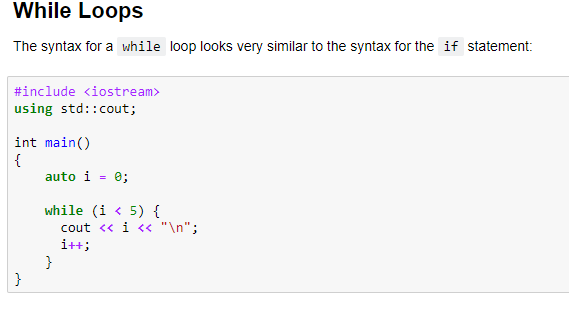 While Loops
The syntax for a while loop looks very similar to the syntax for the if statement:
#include <iostream>
using std::cout;
int main()
{
    auto i = 0;
    while (i < 5) {
      cout << i << "\n";
      i++;
    }
}